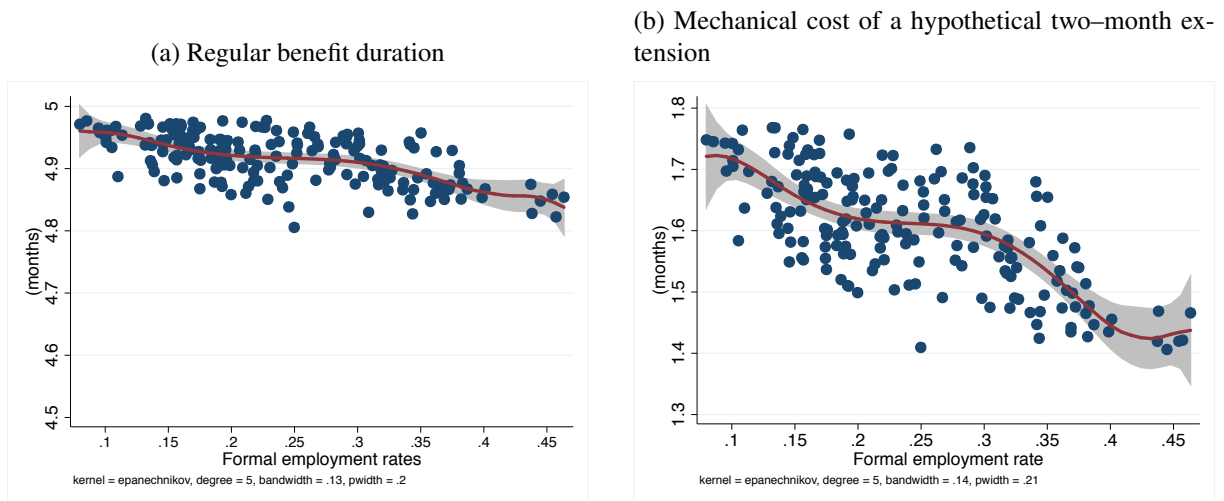 (a) Regular benefit duration
(b) Mechanical cost of a hypothetical two–month ex-
tension
5
4.9
4.8
4.7
4.6
4.5
(months)
.1 .15 .2 .25 .3 .35 .4 .45
Formal employment rates
kernel = epanechnikov, degree = 5, bandwidth = .13, pwidth = .2
1.8
1.7
1.6
1.5
1.4
1.3
(months)
.1 .15 .2 .25 .3 .35 .4 .45
Formal employment rate
kernel = epanechnikov, degree = 5, bandwidth = .14, pwidth = .21